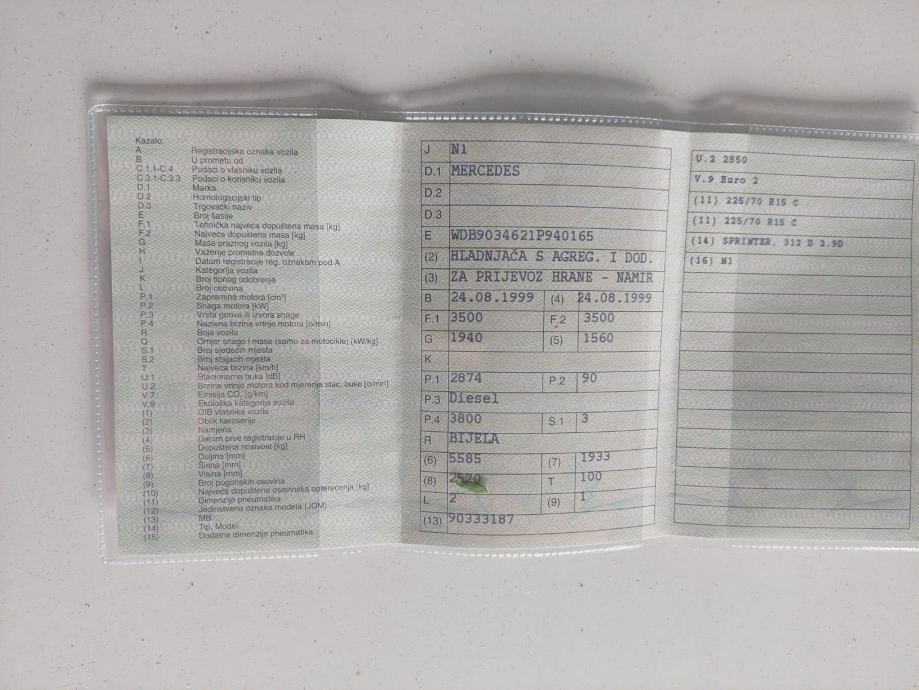 Kazalo:
A Registracijska oznaka vozila
B U prometu od
C.1.1-C.4 Podaci o vlasniku vozila
C.3.1-C.3.3 Podaci o korisniku vozila
D.1 Marka
D.2 Homologacijski tip
D.3 Trgovački naziv
E Broj šasije
F.1 Tehnička najveća dopuštena masa [kg]
F.2 Najveća dopuštena masa [kg]
G Masa praznog vozila [kg]
H Važenje prometne dozvole
I Datum registracije reg. oznakom pod A
J Kategorija vozila
K Broj tipnog odobrenja
L Broj osovina
P.1 Zapremina motora [cm³]
P.2 Snaga motora [kW]
P.3 Vrsta goriva ili izvora snage
P.4 Nazivna brzina vrtnje motora [o/min]
R Boja vozila
Q Omjer snage i mase (samo za motocikle) [kW/kg]
S.1 Broj sjedećih mjesta
S.2 Broj stajaćih mjesta
T Najveća brzina [km/h]
U.1 Stacionarna buka [dB]
U.2 Brzina vrtnje motora kod mjerenja stac. buke [o/min]
V.7 Emisija CO₂ [g/km]
V.9 Ekološka kategorija vozila
(1) OIB vlasnika vozila
(2) Oblik karoserije
(3) Namjena
(4) Datum prve registracije u RH
(5) Dopuštena nosivost [kg]
(6) Duljina [mm]
(7) Širina [mm]
(8) Visina [mm]
(9) Broj pogonskih osovina
(10) Najveća dopuštena osovinska opterećenja [kg]
(11) Dimenzije pneumatika
(12) Jedinstvena oznaka modela (JOM)
(13) MB
(14) Tip, Model
(15) Dodatne dimenzije pneumatika
J N1
D.1 MERCEDES
D.2
D.3
E WDB9034621P940165
(2) HLADNJAČA S AGREG. I DOD.
(3) ZA PRIJEVOZ HRANE - NAMIR
B 24.08.1999 (4) 24.08.1999
F.1 3500 F.2 3500
G 1940 (5) 1560
K
P.1 2874 P.2 90
P.3 Diesel
P.4 3800 S.1 3
R BIJELA
(6) 5585 (7) 1933
(8) T 100
L 2 (9) 1
(13) 90333187
U.2 2850
V.9 Euro 2
(11) 225/70 R15 C
(11) 225/70 R15 C
(14) SPRINTER, 312 D 2.9D
(16) N1